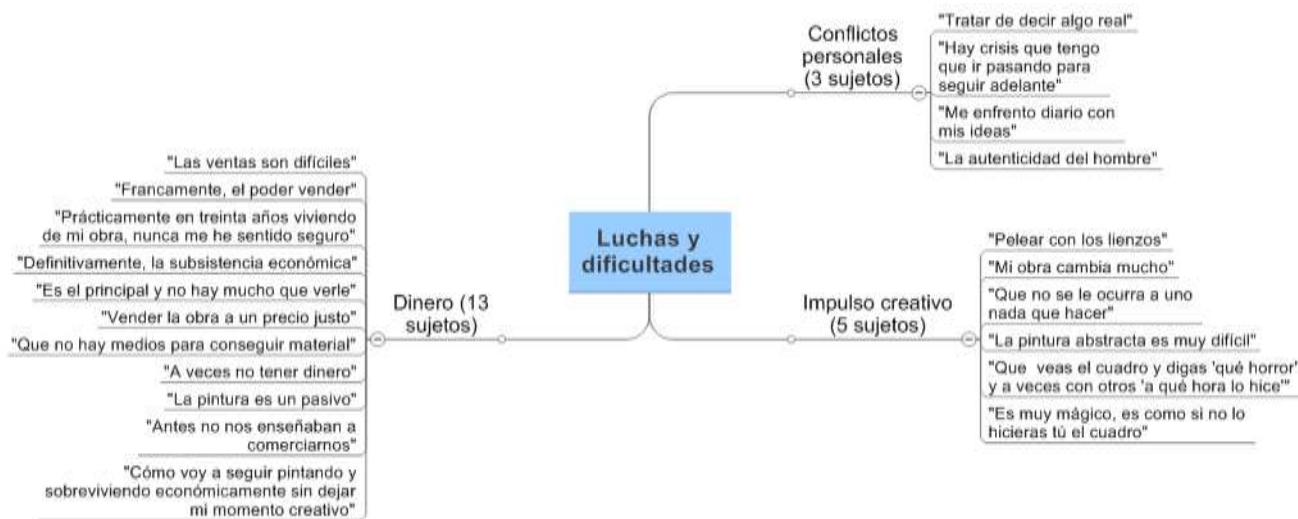 Luchas y
dificultades
Conflictos
personales
(3 sujetos)
"Tratar de decir algo real"
"Hay crisis que tengo
que ir pasando para
seguir adelante"
"Me enfrento diario con
mis ideas"
"La autenticidad del hombre"
Impulso creativo
(5 sujetos)
"Pelear con los lienzos"
"Mi obra cambia mucho"
"Que no se le ocurra a uno
nada que hacer"
"La pintura abstracta es muy difícil"
"Que  veas el cuadro y digas 'qué horror'
y a veces con otros 'a qué hora lo hice'"
"Es muy mágico, es como si no lo
hicieras tú el cuadro"
Dinero (13
sujetos)
"Las ventas son difíciles"
"Francamente, el poder vender"
"Prácticamente en treinta años viviendo
de mi obra, nunca me he sentido seguro"
"Definitivamente, la subsistencia económica"
"Es el principal y no hay mucho que verle"
"Vender la obra a un precio justo"
"Que no hay medios para conseguir material"
"A veces no tener dinero"
"La pintura es un pasivo"
"Antes no nos enseñaban a
comerciarnos"
"Cómo voy a seguir pintando y
sobreviviendo económicamente sin dejar
mi momento creativo"